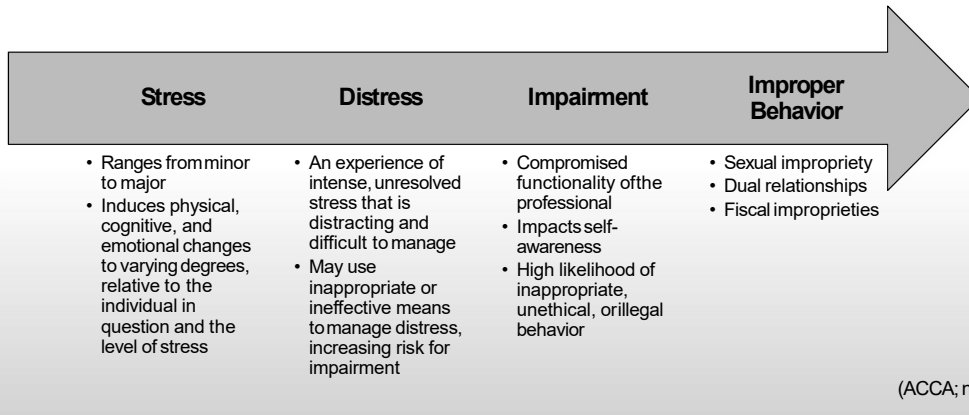 Stress
Distress
Impairment
Improper
Behavior
• Ranges from minor
to major
• Induces physical,
cognitive, and
emotional changes
to varying degrees,
relative to the
individual in
question and the
level of stress
• An experience of
intense, unresolved
stress that is
distracting and
difficult to manage
• May use
inappropriate or
ineffective means
to manage distress,
increasing risk for
impairment
• Compromised
functionality of the
professional
• Impacts self-
awareness
• High likelihood of
inappropriate,
unethical, or illegal
behavior
• Sexual impropriety
• Dual relationships
• Fiscal improprieties
(ACCA;